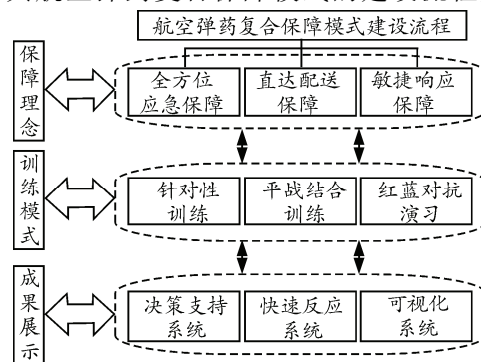 航空弹药复合保障模式建设流程
保障理念
全方位
应急保障
直达配送
保障
敏捷响应
保障
训练模式
针对性
训练
平战结合
训练
红蓝对抗
演习
成果展示
决策支持
系统
快速反应
系统
可视化
系统